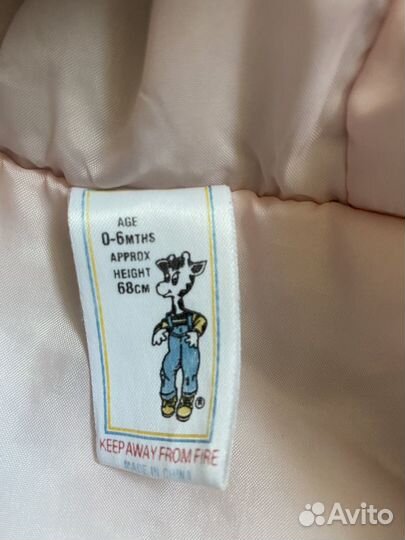 AGE
0-6MTHS
APPROX
HEIGHT
68CM
®
KEEP AWAY FROM FIRE
MADE IN CHINA
Avito